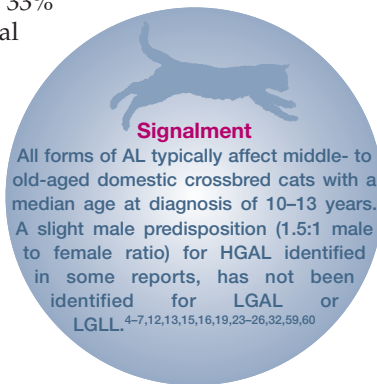 33%
al
Signalment
All forms of AL typically affect middle- to
old-aged domestic crossbred cats with a
median age at diagnosis of 10–13 years.
A slight male predisposition (1.5:1 male
to female ratio) for HGAL identified
in some reports, has not been
identified for LGAL or
LGLL.4–7,12,13,15,16,19,23–26,32,59,60